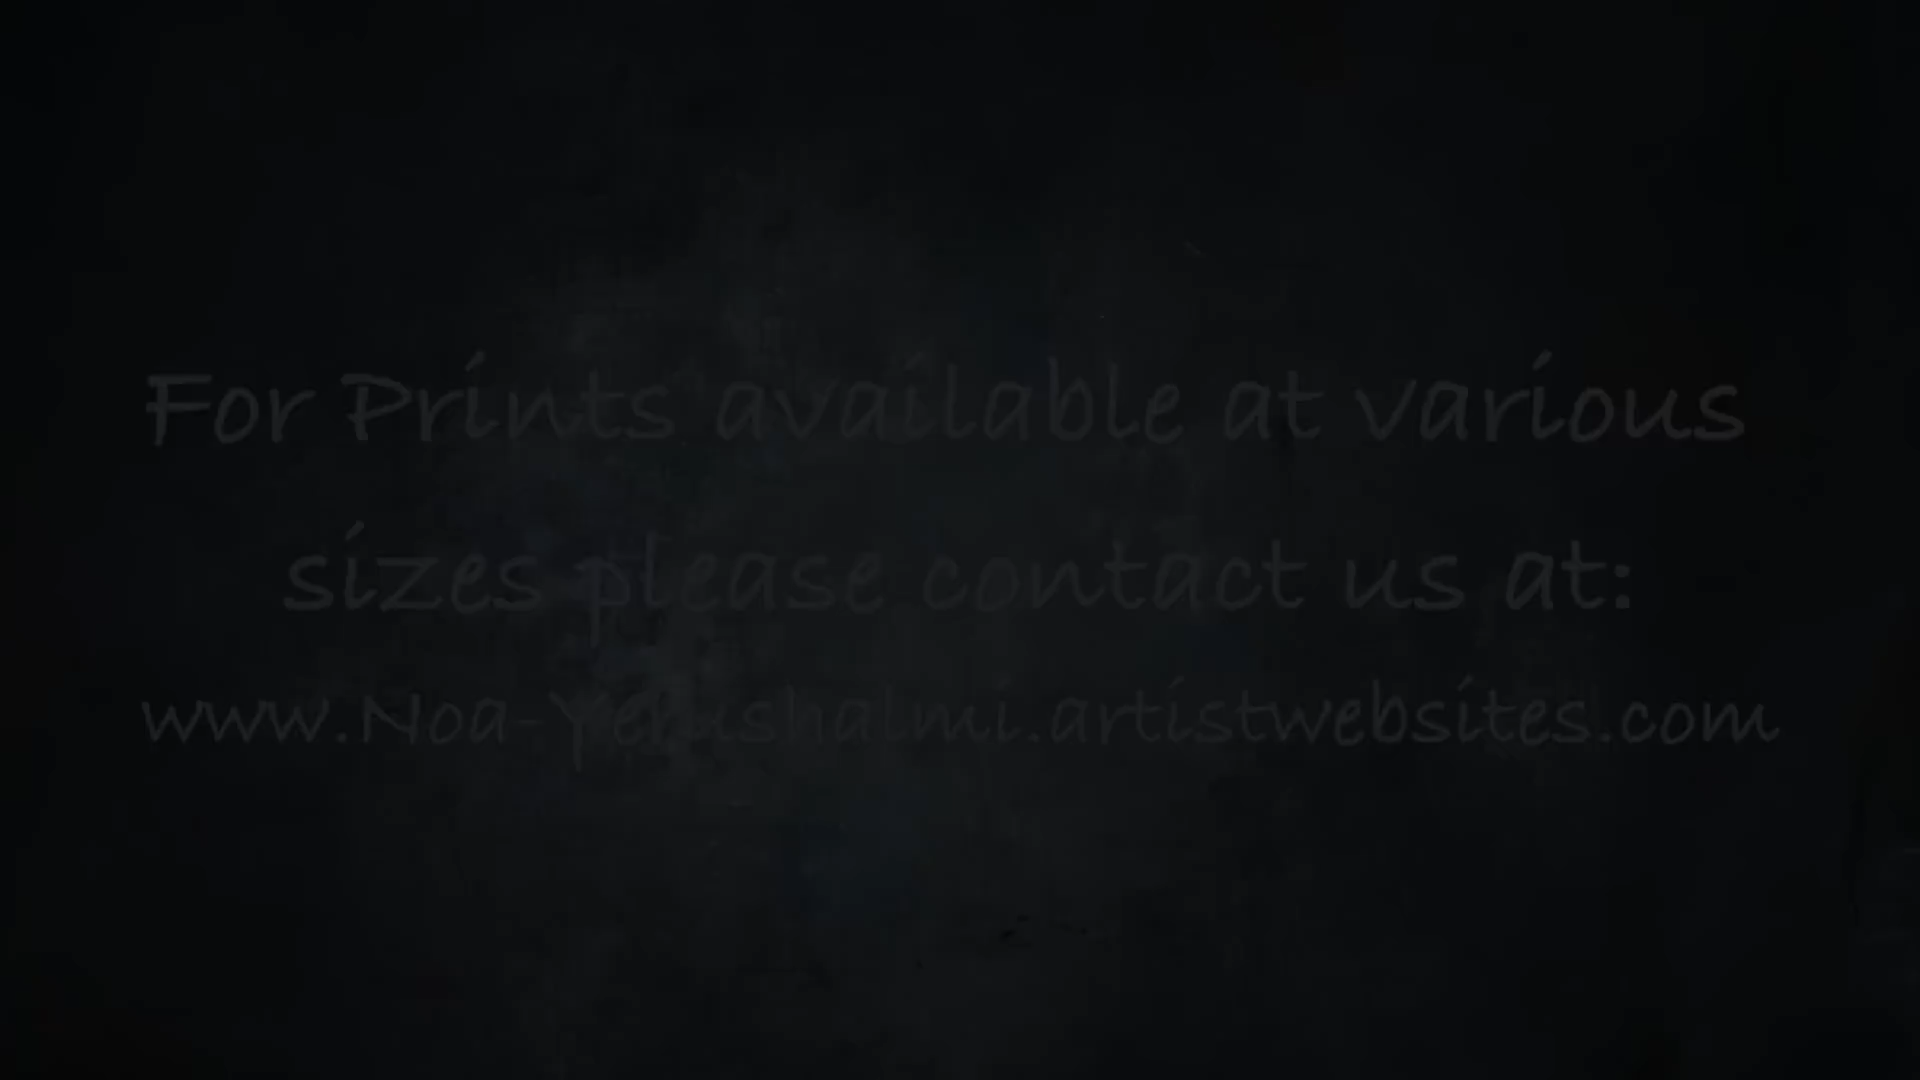 For Prints available at various
sizes please contact us at:
www.Noa-Yerushalmi.artistwebsites.com